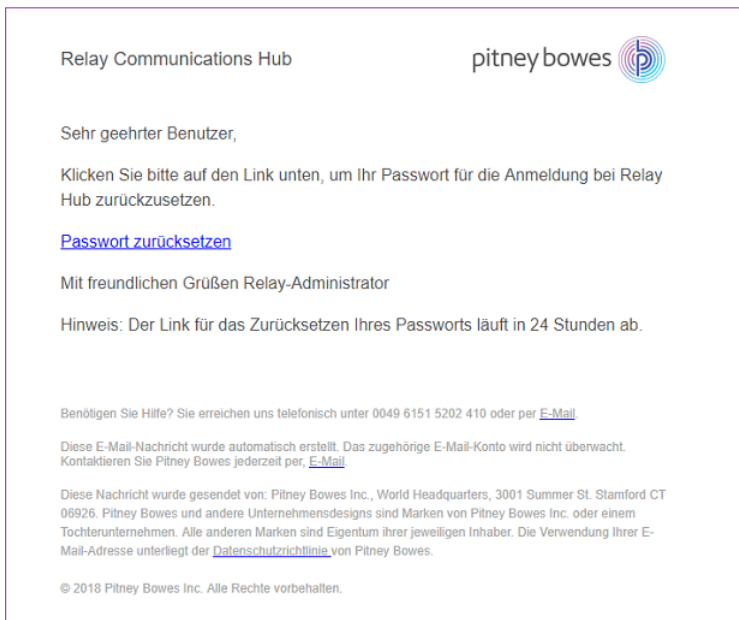 Relay Communications Hub
pitney bowes
Sehr geehrter Benutzer,
Klicken Sie bitte auf den Link unten, um Ihr Passwort für die Anmeldung bei Relay
Hub zurückzusetzen.
Passwort zurücksetzen
Mit freundlichen Grüßen Relay-Administrator
Hinweis: Der Link für das Zurücksetzen Ihres Passworts läuft in 24 Stunden ab.
Benötigen Sie Hilfe? Sie erreichen uns telefonisch unter 0049 6151 5202 410 oder per E-Mail.
Diese E-Mail-Nachricht wurde automatisch erstellt. Das zugehörige E-Mail-Konto wird nicht überwacht.
Kontaktieren Sie Pitney Bowes jederzeit per, E-Mail.
Diese Nachricht wurde gesendet von: Pitney Bowes Inc., World Headquarters, 3001 Summer St. Stamford CT
06926. Pitney Bowes und andere Unternehmensdesigns sind Marken von Pitney Bowes Inc. oder einem
Tochterunternehmen. Alle anderen Marken sind Eigentum ihrer jeweiligen Inhaber. Die Verwendung Ihrer E-
Mail-Adresse unterliegt der Datenschutzrichtlinie von Pitney Bowes.
© 2018 Pitney Bowes Inc. Alle Rechte vorbehalten.